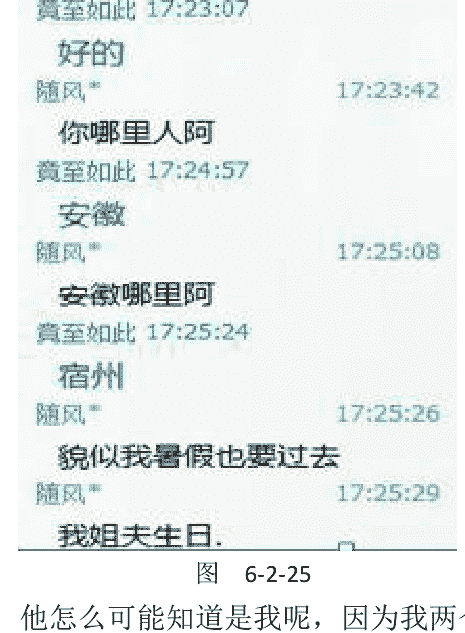 竟至如此 17:23:07
好的
随风* 17:23:42
你哪里人阿
竟至如此 17:24:57
安徽
随风* 17:25:08
安徽哪里阿
竟至如此 17:25:24
宿州
随风* 17:25:26
貌似我暑假也要过去
随风* 17:25:29
我姐夫生日.
图 6-2-25
他怎么可能知道是我呢，因为我两